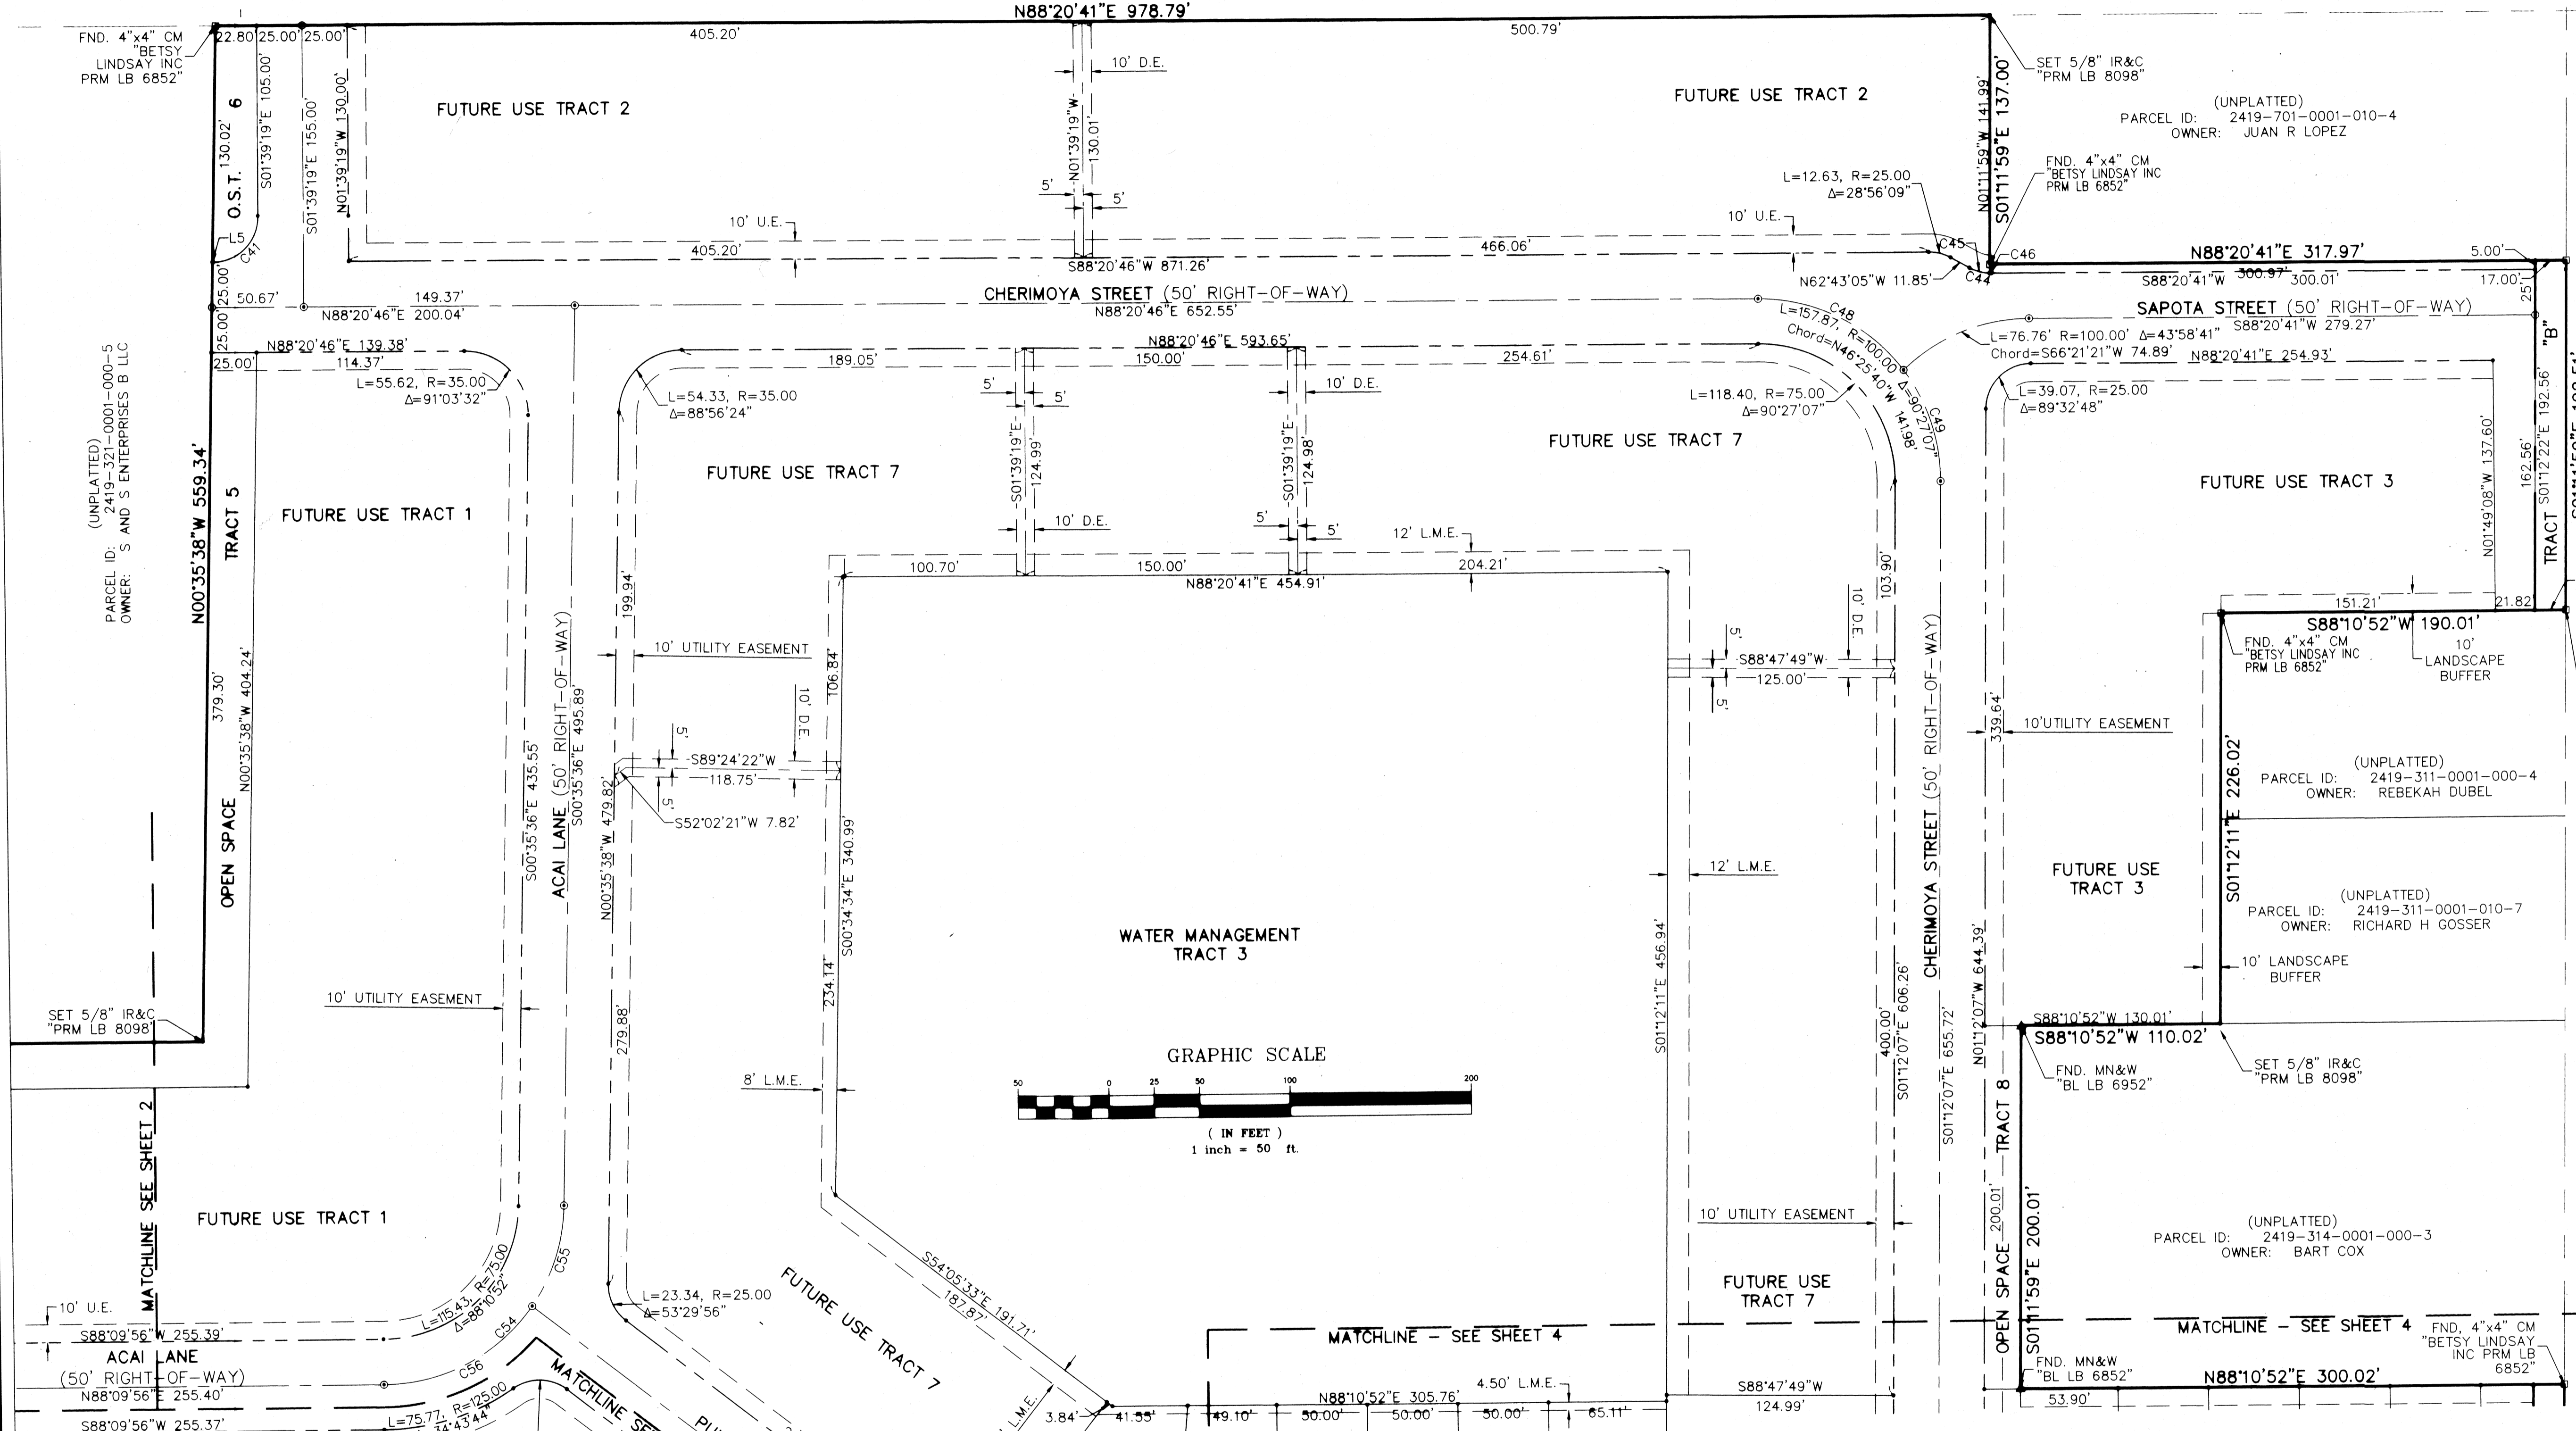 N88°20'41"E 978.79'
FND. 4"x4" CM
"BETSY
LINDSAY INC
PRM LB 6852"
22.80'
25.00'
25.00'
405.20'
500.79'
10' D.E.
SET 5/8" IR&C
"PRM LB 8098"
(UNPLATTED)
PARCEL ID: 2419-701-0001-010-4
OWNER: JUAN R LOPEZ
FND. 4"x4" CM
"BETSY LINDSAY INC
PRM LB 6852"
O.S.T. 6
130.02'
S01°39'19"E 105.00'
S01°39'19"E 155.00'
N01°39'19"W 130.00'
FUTURE USE TRACT 2
N01°39'19"W
130.01'
5'
5'
FUTURE USE TRACT 2
N01°11'59"W 141.99'
S01°11'59"E 137.00'
L=12.63, R=25.00
Δ=28°56'09"
10' U.E.
10' U.E.
L5
C41
405.20'
466.06'
S88°20'46"W 871.26'
C45
C46
C44
N62°43'05"W 11.85'
N88°20'41"E 317.97'
5.00'
S88°20'41"W 300.97'
300.01'
17.00'
25'
25.00'
25.00'
50.67'
149.37'
N88°20'46"E 200.04'
CHERIMOYA STREET (50' RIGHT-OF-WAY)
N88°20'46"E 652.55'
SAPOTA STREET (50' RIGHT-OF-WAY)
S88°20'41"W 279.27'
C48
L=157.87, R=100.00 Δ=90°27'07"
Chord=N46°25'40"W 141.98'
C49
L=76.76' R=100.00' Δ=43°58'41"
Chord=S66°21'21"W 74.89'
N88°20'41"E 254.93'
N88°20'46"E 139.38'
25.00'
114.37'
L=55.62, R=35.00
Δ=91°03'32"
N88°20'46"E 593.65'
189.05'
150.00'
254.61'
L=54.33, R=35.00
Δ=88°56'24"
5'
5'
10' D.E.
L=118.40, R=75.00
Δ=90°27'07"
L=39.07, R=25.00
Δ=89°32'48"
(UNPLATTED)
PARCEL ID: 2419-321-0001-000-5
OWNER: S AND S ENTERPRISES B LLC
N00°35'38"W 559.34'
TRACT 5
OPEN SPACE
379.30'
N00°35'38"W 404.24'
FUTURE USE TRACT 1
FUTURE USE TRACT 7
S01°39'19"E
124.99'
S01°39'19"E
124.98'
10' D.E.
5'
5'
FUTURE USE TRACT 7
12' L.M.E.
FUTURE USE TRACT 3
N01°49'08"W 137.60'
162.56'
S01°12'22"E 192.56'
TRACT "B"
100.70'
150.00'
204.21'
N88°20'41"E 454.91'
103.90'
10' D.E.
151.21'
21.82'
S88°10'52"W 190.01'
FND. 4"x4" CM
"BETSY LINDSAY INC
PRM LB 6852"
10'
LANDSCAPE
BUFFER
199.94'
10' UTILITY EASEMENT
106.84'
10' D.E.
5'
S89°24'22"W
118.75'
5'
S52°02'21"W 7.82'
5'
S88°47'49"W
125.00'
5'
ACAI LANE (50' RIGHT-OF-WAY)
S00°35'36"E 495.89'
S00°35'36"E 435.55'
N00°35'38"W 479.82'
S00°34'34"E 340.99'
CHERIMOYA STREET (50' RIGHT-OF-WAY)
339.64'
10'UTILITY EASEMENT
(UNPLATTED)
PARCEL ID: 2419-311-0001-000-4
OWNER: REBEKAH DUBEL
S01°12'11"E 226.02'
12' L.M.E.
FUTURE USE
TRACT 3
(UNPLATTED)
PARCEL ID: 2419-311-0001-010-7
OWNER: RICHARD H GOSSER
10' LANDSCAPE
BUFFER
WATER MANAGEMENT
TRACT 3
234.14'
S01°12'11"E 456.94'
10' UTILITY EASEMENT
279.88'
SET 5/8" IR&C
"PRM LB 8098'
400.00'
S01°12'07"E 606.26'
S01°12'07"E 655.72'
N01°12'07"W 644.39'
S88°10'52"W 130.01'
S88°10'52"W 110.02'
FND. MN&W
"BL LB 6952"
SET 5/8" IR&C
"PRM LB 8098"
GRAPHIC SCALE
50 0 25 50 100 200
( IN FEET )
1 inch = 50 ft.
8' L.M.E.
MATCHLINE SEE SHEET 2
FUTURE USE TRACT 1
OPEN SPACE TRACT 8
200.01'
S01°11'59"E 200.01'
10' UTILITY EASEMENT
(UNPLATTED)
PARCEL ID: 2419-314-0001-000-3
OWNER: BART COX
C55
S54°05'33"E 191.71'
187.87'
FUTURE USE TRACT 7
FUTURE USE
TRACT 7
L=23.34, R=25.00
Δ=53°29'56"
L=115.43, R=75.00
Δ=88°10'52"
10' U.E.
S88°09'56"W 255.39'
C54
ACAI LANE
(50' RIGHT-OF-WAY)
N88°09'56"E 255.40'
C56
MATCHLINE - SEE SHEET 4
MATCHLINE - SEE SHEET 4
FND, 4"x4" CM
"BETSY LINDSAY
INC PRM LB
6852"
FND. MN&W
"BL LB 6852"
N88°10'52"E 300.02'
53.90'
S88°09'56"W 255.37'
L=75.77, R=125.00
34°43'44"
MATCHLINE SE
L.M.E.
3.84'
41.55'
49.10'
N88°10'52"E 305.76'
50.00'
50.00'
50.00'
4.50' L.M.E.
65.11'
S88°47'49"W
124.99'